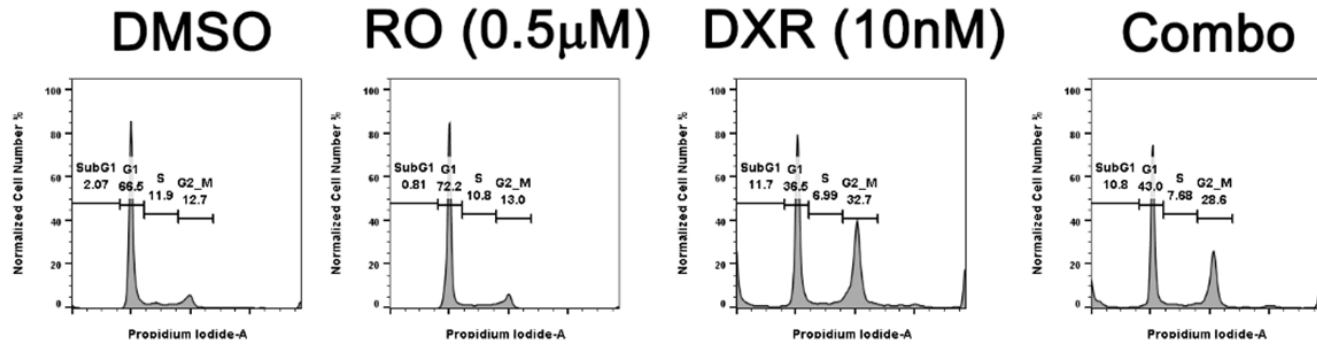 DMSO
RO (0.5μM)
DXR (10nM)
Combo
Normalized Cell Number %
100
80
60
40
20
0
SubG1 G1 S G2_M
2.07 66.5 11.9 12.7
Propidium Iodide-A
Normalized Cell Number %
100
80
60
40
20
0
SubG1 G1 S G2_M
0.81 72.2 10.8 13.0
Propidium Iodide-A
Normalized Cell Number %
100
80
60
40
20
0
SubG1 G1 S G2_M
11.7 36.5 6.99 32.7
Propidium Iodide-A
Normalized Cell Number %
100
80
60
40
20
0
SubG1 G1 S G2_M
10.8 43.0 7.68 28.6
Propidium Iodide-A